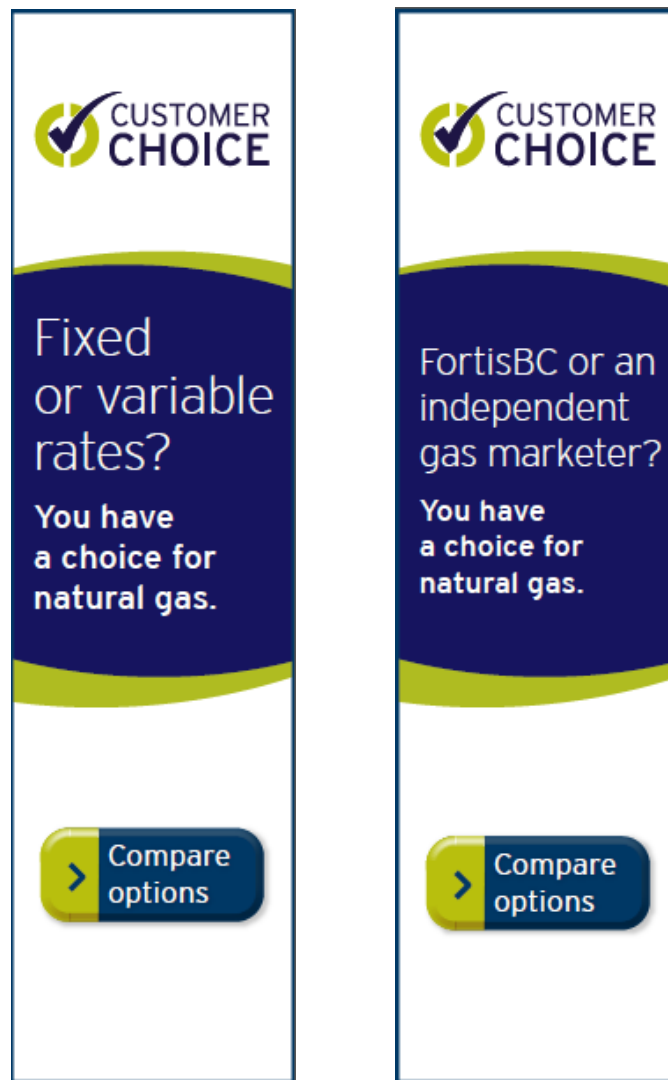 CUSTOMER
CHOICE
Fixed
or variable
rates?
You have
a choice for
natural gas.
Compare
options
CUSTOMER
CHOICE
FortisBC or an
independent
gas marketer?
You have
a choice for
natural gas.
Compare
options